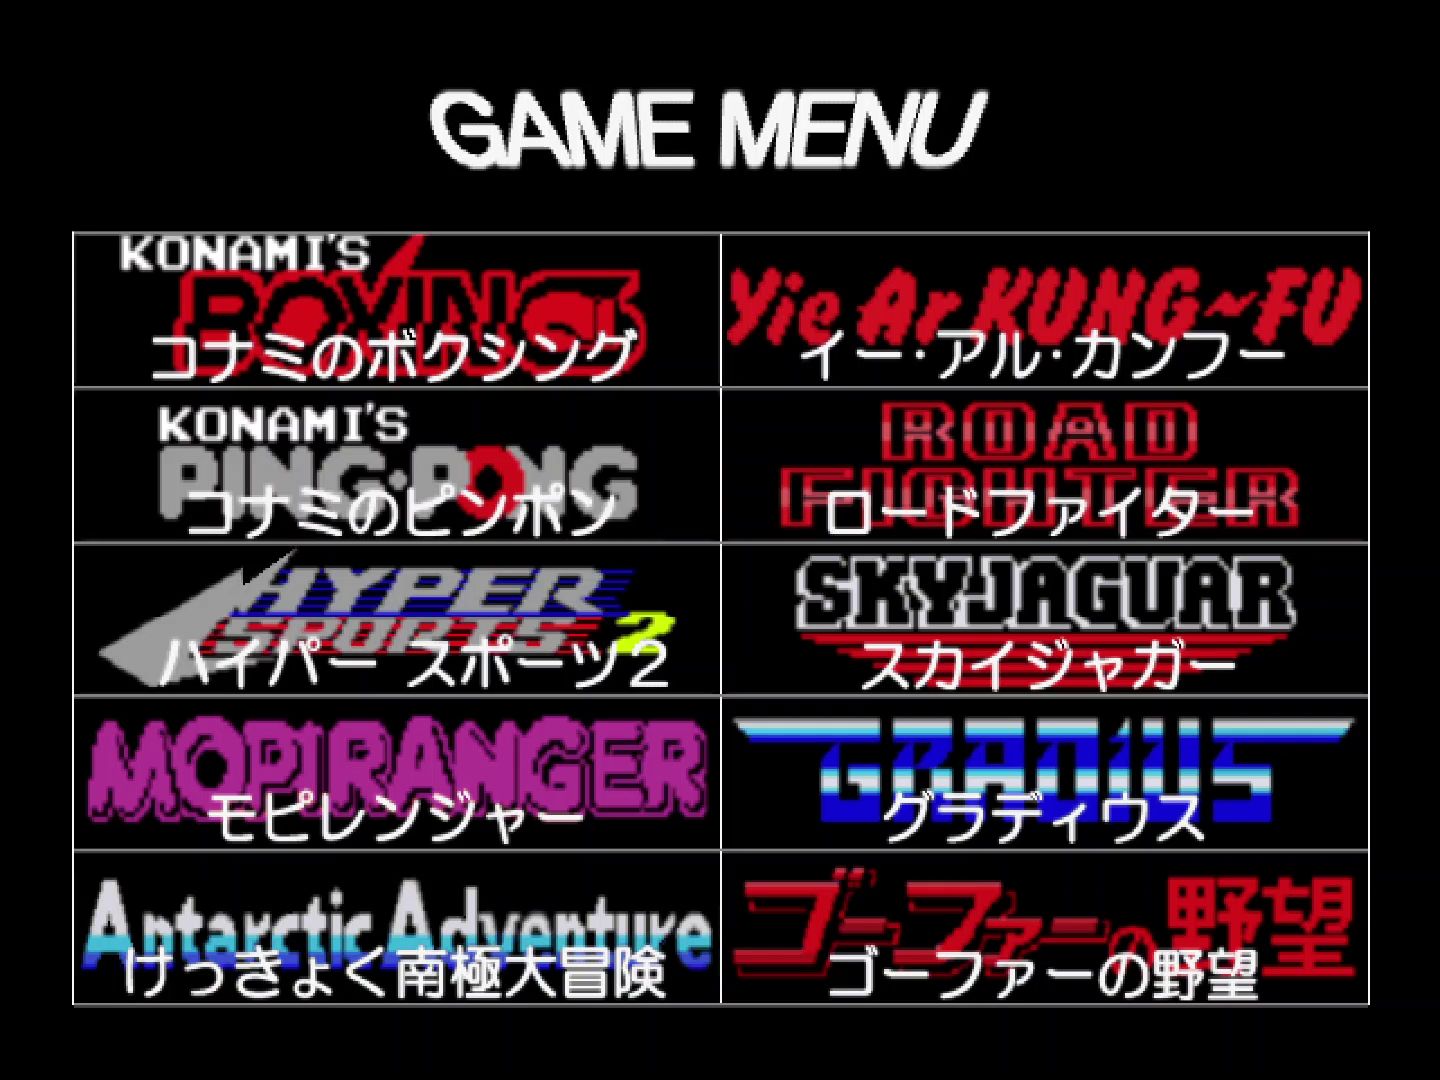 GAME MENU
KONAMI'S
BOXING
コナミのボクシング
Yie Ar KUNG~FU
イー・アル・カンフー
KONAMI'S
PING・PONG
コナミのピンポン
ROAD
FIGHTER
ロードファイター
HYPER
SPORTS 2
ハイパー スポーツ2
SKYJAGUAR
スカイジャガー
MOPIRANGER
モピレンジャー
GRADIUS
グラディウス
Antarctic Adventure
けっきょく南極大冒険
ゴーファーの野望
ゴーファーの野望